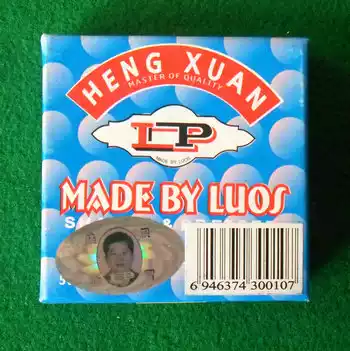 HENG XUAN
MASTER OF QUALITY
LP
MADE BY LUOS
MADE BY LUOS
6 946374 300107